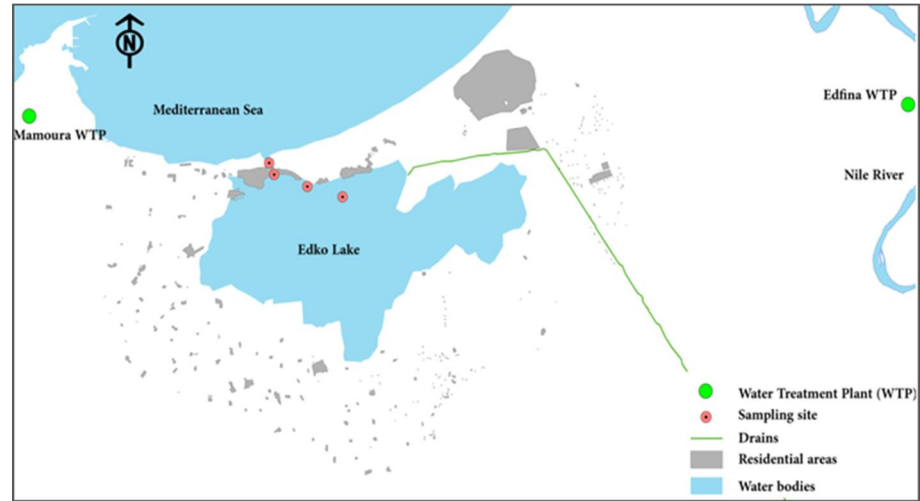 N
Mediterranean Sea
Edfina WTP
Mamoura WTP
Nile River
Edko Lake
Water Treatment Plant (WTP)
Sampling site
Drains
Residential areas
Water bodies